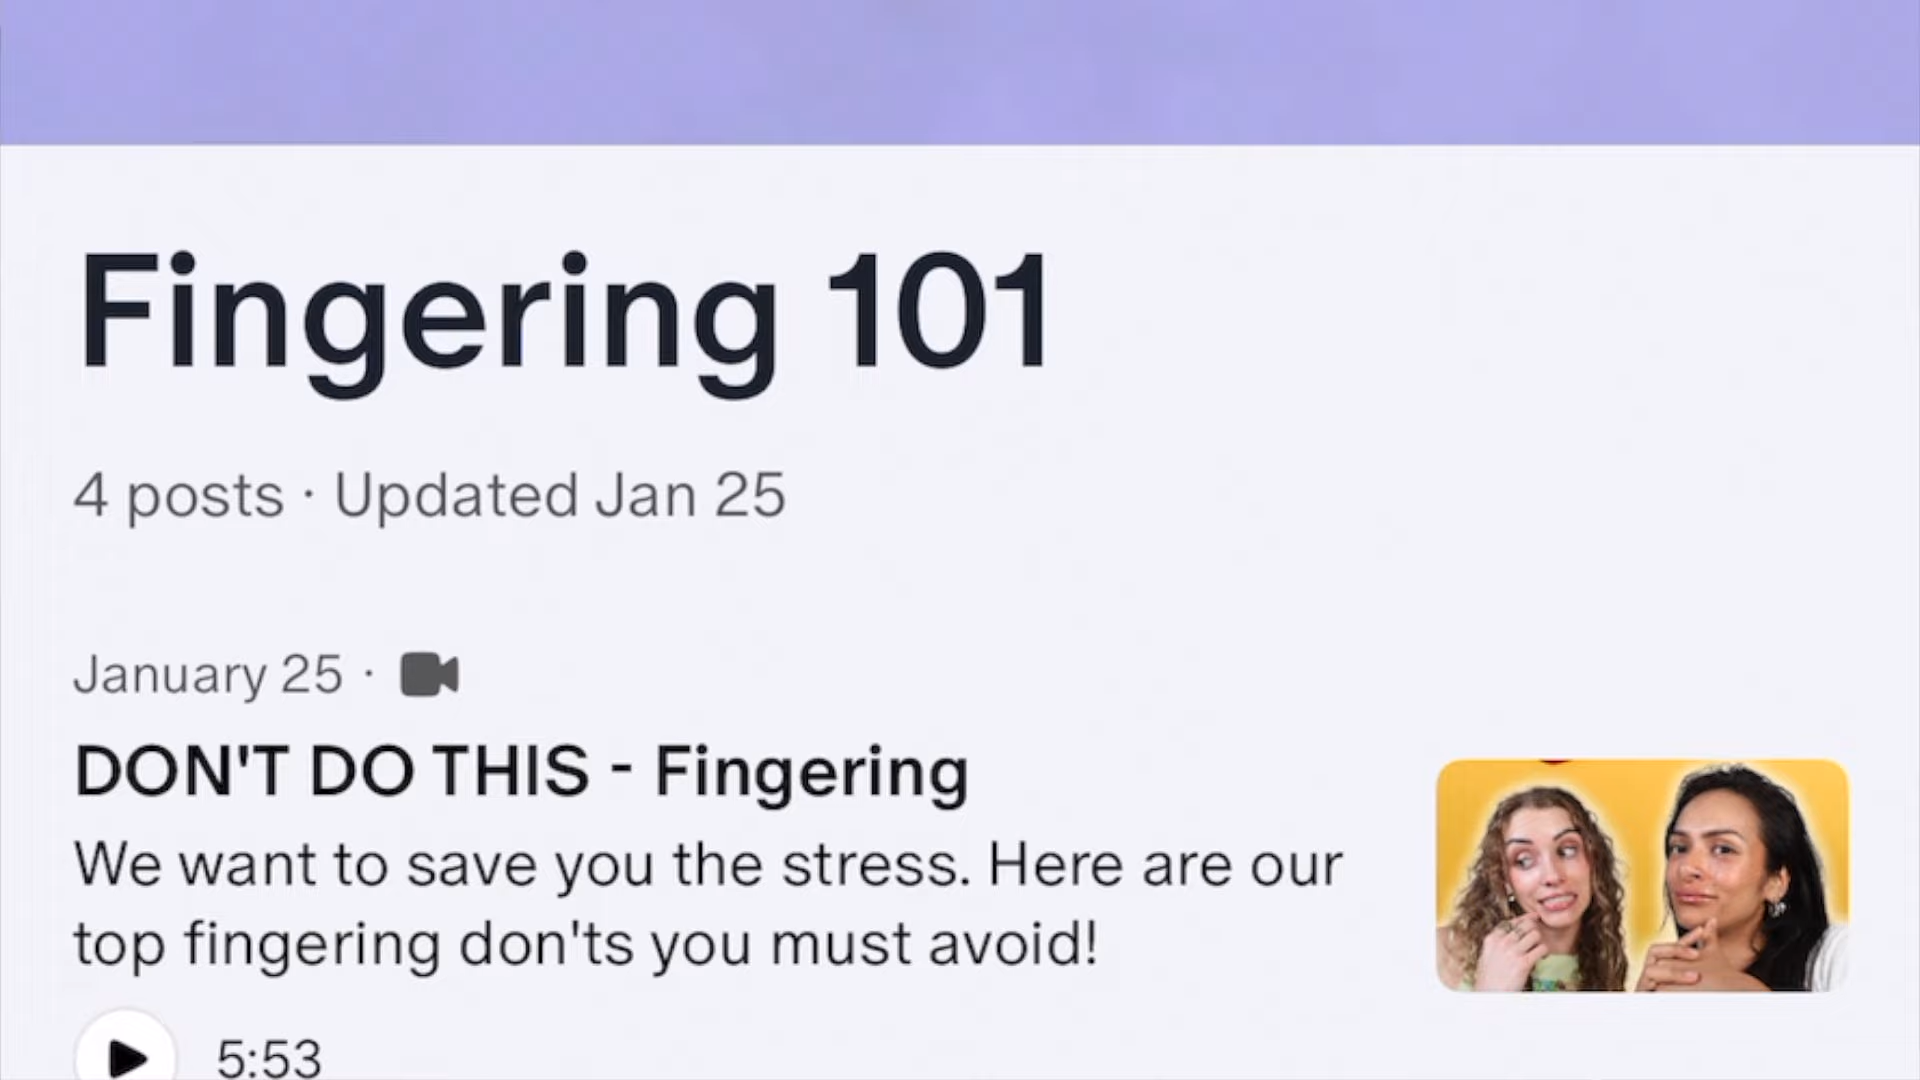 Fingering 101
4 posts · Updated Jan 25
January 25 ·
DON'T DO THIS - Fingering
We want to save you the stress. Here are our
top fingering don'ts you must avoid!
5:53